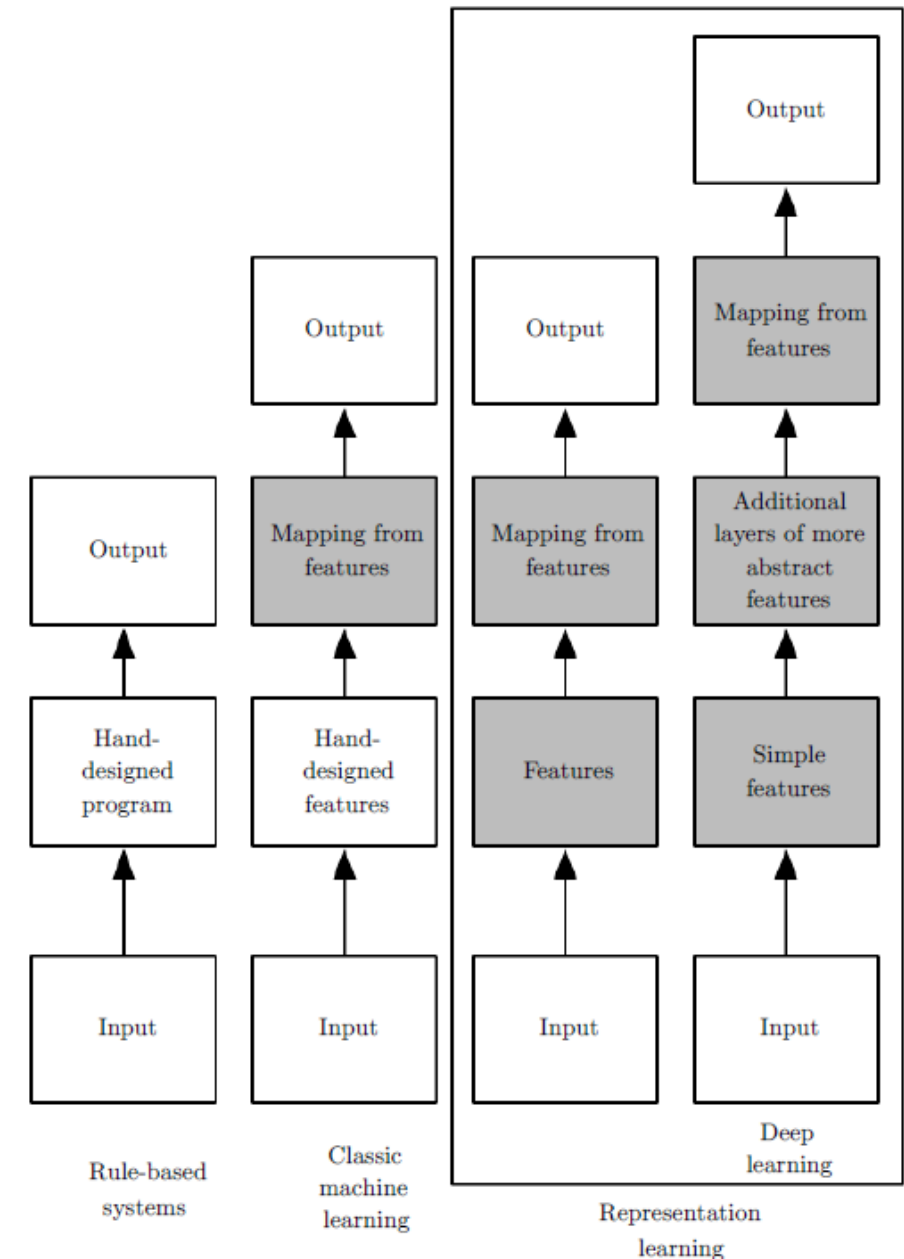 Output
Output
Output
Mapping from
features
Output
Mapping from
features
Mapping from
features
Additional
layers of more
abstract
features
Hand-
designed
program
Hand-
designed
features
Features
Simple
features
Input
Input
Input
Input
Rule-based
systems
Classic
machine
learning
Deep
learning
Representation
learning